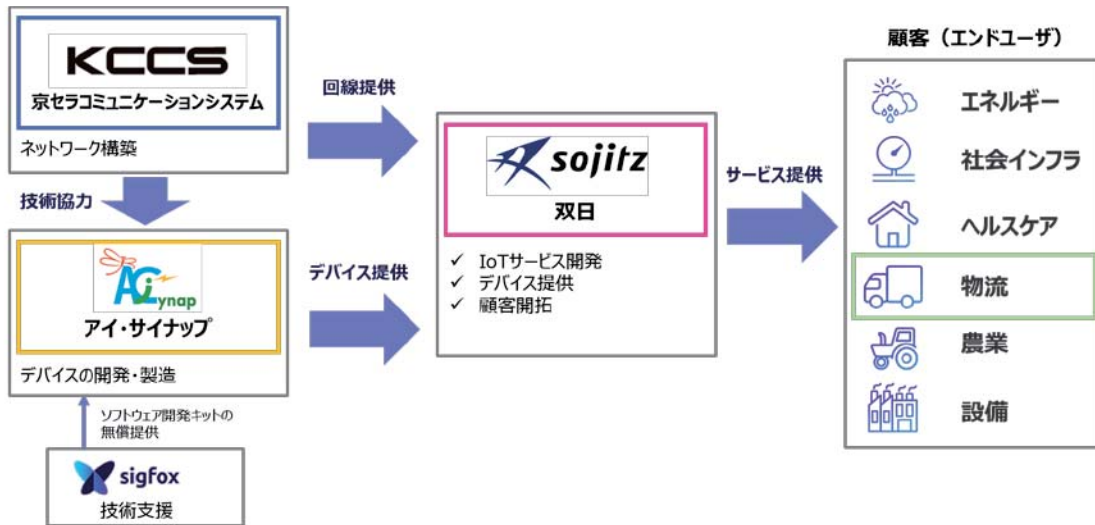 KCCS
京セラコミュニケーションシステム
ネットワーク構築
回線提供
技術協力
ACiynap
アイ・サイナップ
デバイスの開発・製造
デバイス提供
ソフトウェア開発キットの
無償提供
sigfox
技術支援
sojitz
双日
✓ IoTサービス開発
✓ デバイス提供
✓ 顧客開拓
サービス提供
顧客（エンドユーザ）
エネルギー
社会インフラ
ヘルスケア
物流
農業
設備